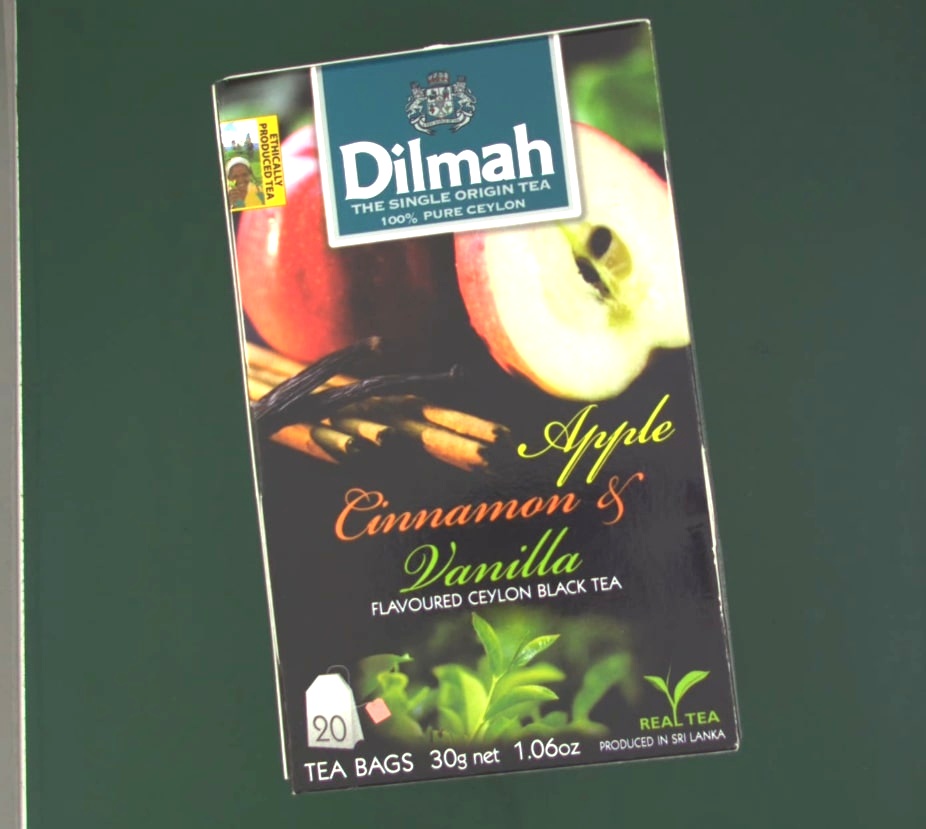 Dilmah
THE SINGLE ORIGIN TEA
100% PURE CEYLON
ETHICALLY
PRODUCED TEA
Apple
Cinnamon &
Vanilla
FLAVOURED CEYLON BLACK TEA
20
TEA BAGS 30g net 1.06oz
REAL TEA
PRODUCED IN SRI LANKA